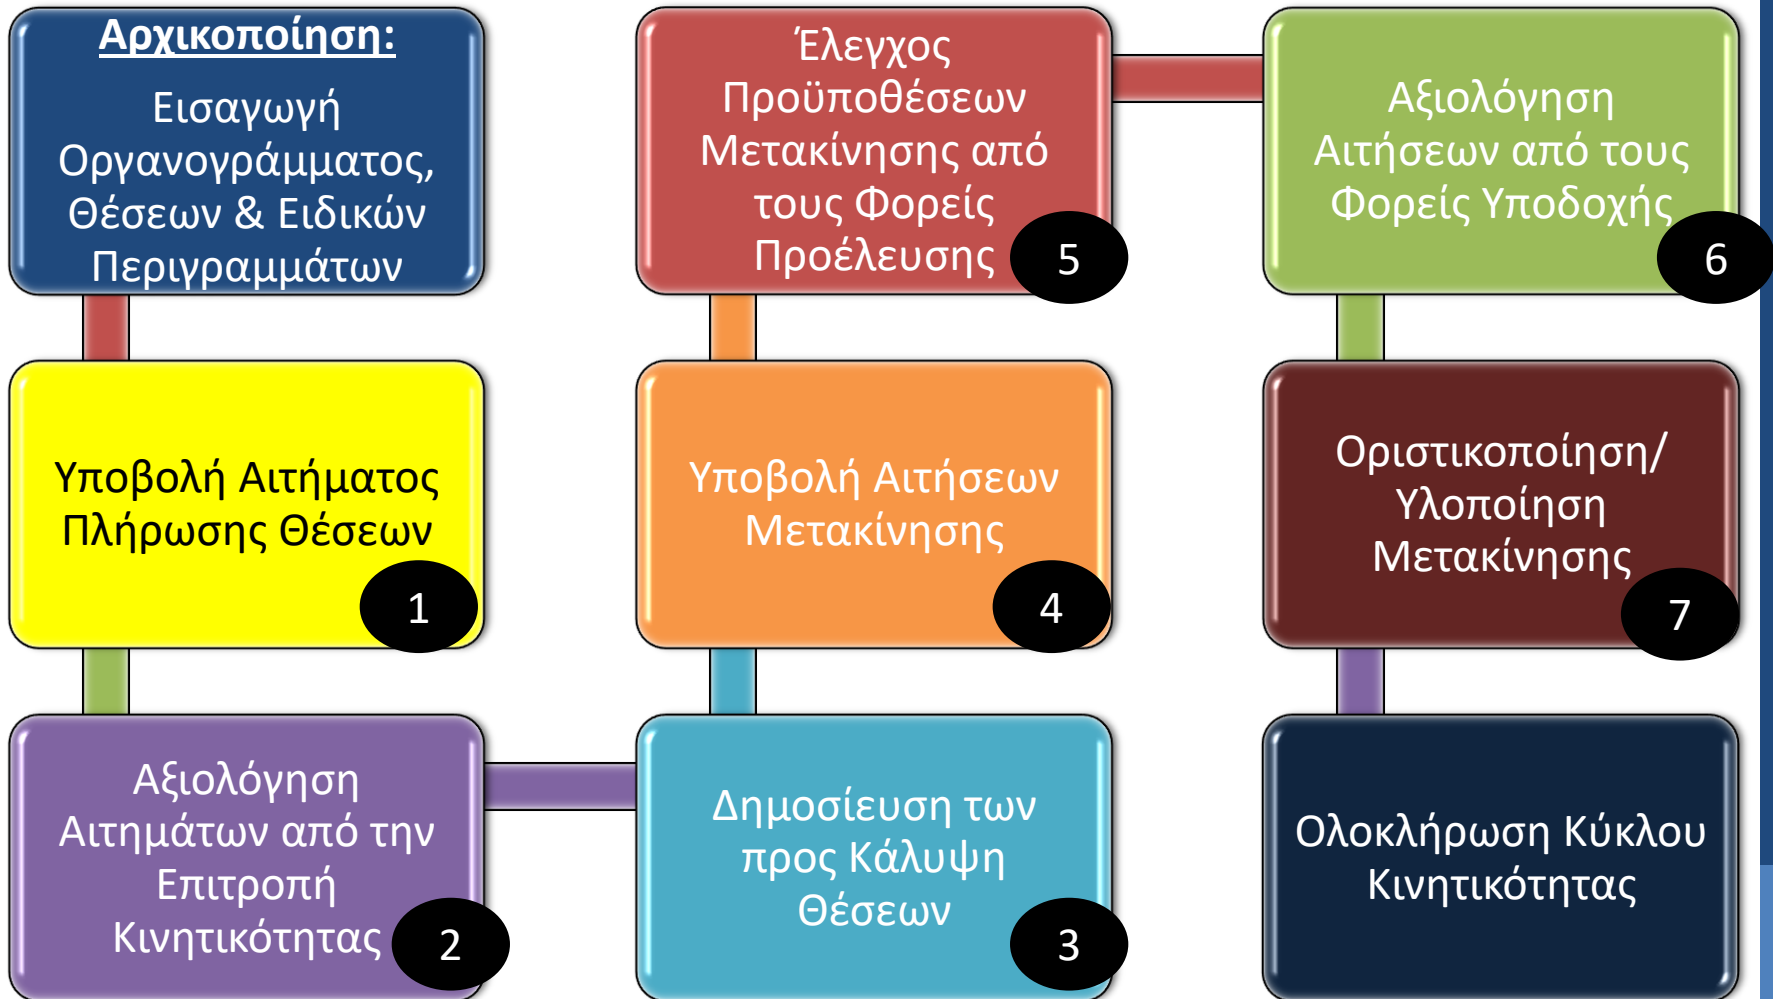 Αρχικοποίηση:
Εισαγωγή
Οργανογράμματος,
Θέσεων & Ειδικών
Περιγραμμάτων
Υποβολή Αιτήματος
Πλήρωσης Θέσεων
1
Αξιολόγηση
Αιτημάτων από την
Επιτροπή
Κινητικότητας
2
Δημοσίευση των
προς Κάλυψη
Θέσεων
3
Υποβολή Αιτήσεων
Μετακίνησης
4
Έλεγχος
Προϋποθέσεων
Μετακίνησης από
τους Φορείς
Προέλευσης
5
Αξιολόγηση
Αιτήσεων από τους
Φορείς Υποδοχής
6
Οριστικοποίηση/
Υλοποίηση
Μετακίνησης
7
Ολοκλήρωση Κύκλου
Κινητικότητας